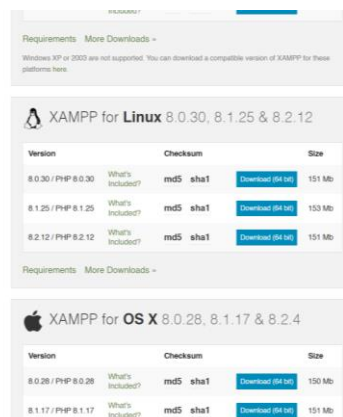 Included?
Requirements More Downloads »
Windows XP or 2003 are not supported. You can download a compatible version of XAMPP for these
platforms here.
XAMPP for Linux 8.0.30, 8.1.25 & 8.2.12
Version Checksum Size
8.0.30 / PHP 8.0.30 What's Included? md5 sha1 Download (64 bit) 151 Mb
8.1.25 / PHP 8.1.25 What's Included? md5 sha1 Download (64 bit) 153 Mb
8.2.12 / PHP 8.2.12 What's Included? md5 sha1 Download (64 bit) 151 Mb
Requirements More Downloads »
XAMPP for OS X 8.0.28, 8.1.17 & 8.2.4
Version Checksum Size
8.0.28 / PHP 8.0.28 What's Included? md5 sha1 Download (64 bit) 150 Mb
8.1.17 / PHP 8.1.17 What's Included? md5 sha1 Download (64 bit) 151 Mb